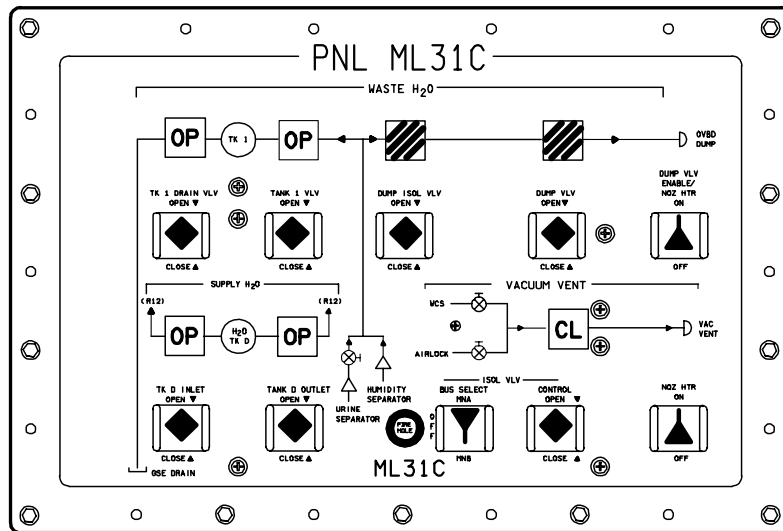 PNL ML31C
WASTE H2O
OP TK 1 OP OVBD DUMP
TK 1 DRAIN VLV OPEN ▼
TANK 1 VLV OPEN ▼
DUMP ISOL VLV OPEN ▼
DUMP VLV OPEN ▼
DUMP VLV ENABLE/ NOZ HTR ON
CLOSE ▲ CLOSE ▲ CLOSE ▲ CLOSE ▲ OFF
SUPPLY H2O
VACUUM VENT
(R12) (R12)
OP H2O TK D OP
WCS
CL VAC VENT
AIRLOCK
TK D INLET OPEN ▼
TANK D OUTLET OPEN ▼
URINE SEPARATOR
HUMIDITY SEPARATOR
ISOL VLV
BUS SELECT MNA
CONTROL OPEN ▼
NOZ HTR ON
FIRE HOLE
OFF
CLOSE ▲ CLOSE ▲ MNB CLOSE ▲ OFF
GSE DRAIN
ML31C